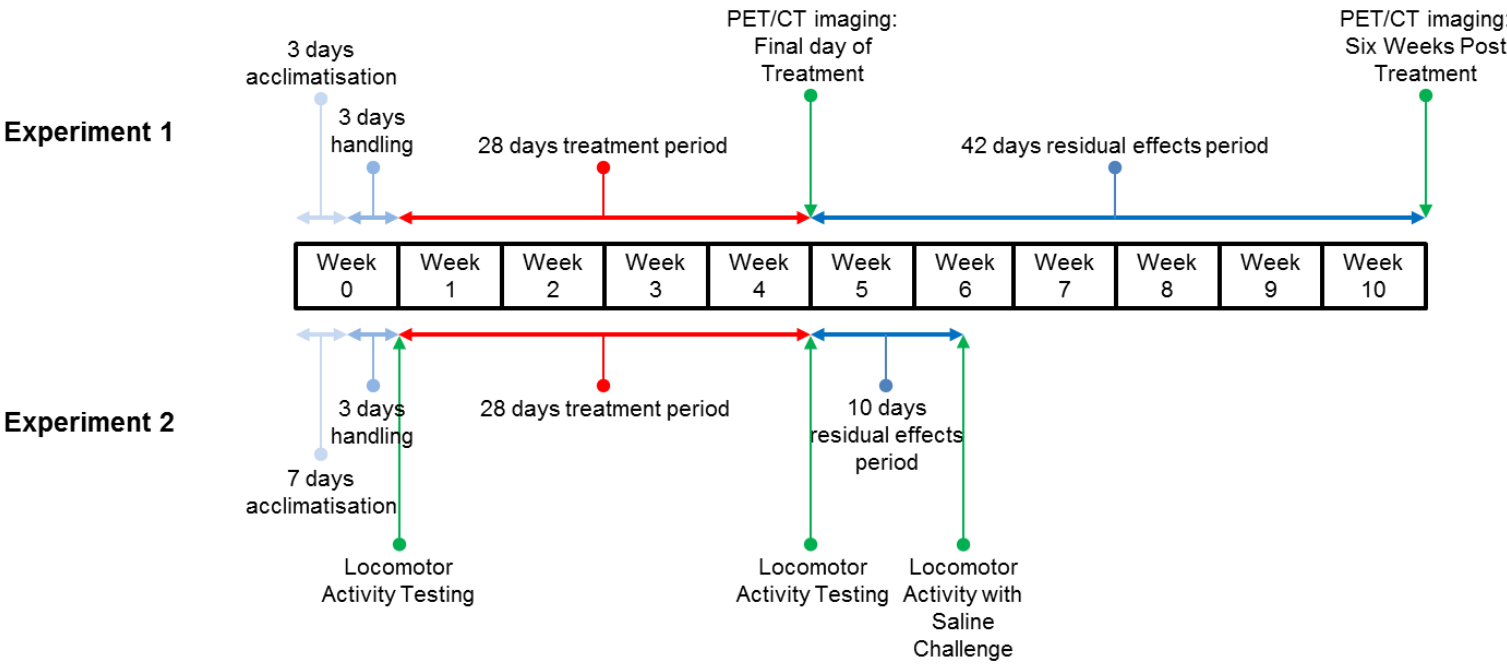 PET/CT imaging:
Final day of
Treatment
PET/CT imaging:
Six Weeks Post
Treatment
3 days
acclimatisation
Experiment 1
3 days
handling
28 days treatment period
42 days residual effects period
Week
0
Week
1
Week
2
Week
3
Week
4
Week
5
Week
6
Week
7
Week
8
Week
9
Week
10
Experiment 2
3 days
handling
28 days treatment period
10 days
residual effects
period
7 days
acclimatisation
Locomotor
Activity Testing
Locomotor
Activity Testing
Locomotor
Activity with
Saline
Challenge